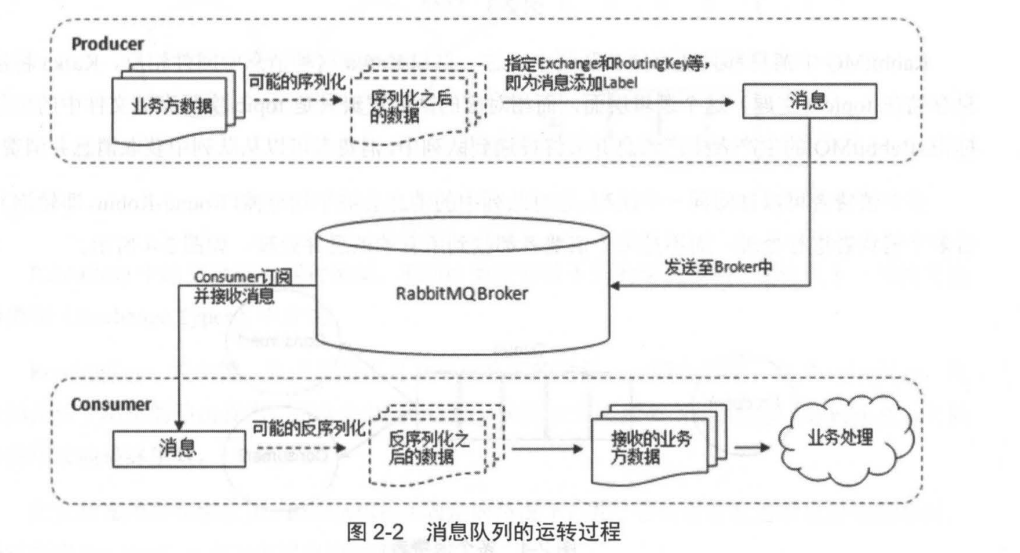 Producer
业务方数据
可能的序列化
序列化之后
的数据
指定Exchange和RoutingKey等,
即为消息添加Label
消息
发送至Broker中
RabbitMQBroker
Consumer订阅
并接收消息
Consumer
消息
可能的反序列化
反序列化之
后的数据
接收的业务
方数据
业务处理
图 2-2 消息队列的运转过程